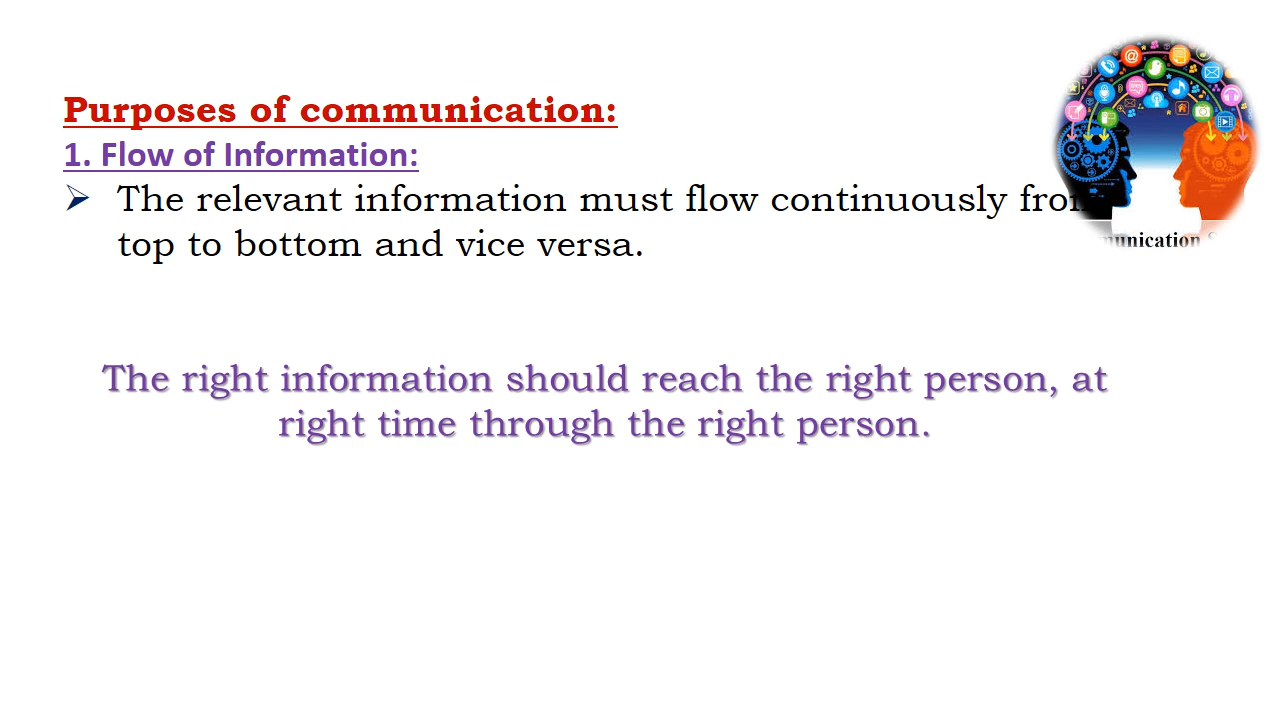 Purposes of communication:
1. Flow of Information:
➢ The relevant information must flow continuously from
top to bottom and vice versa.
The right information should reach the right person, at
right time through the right person.